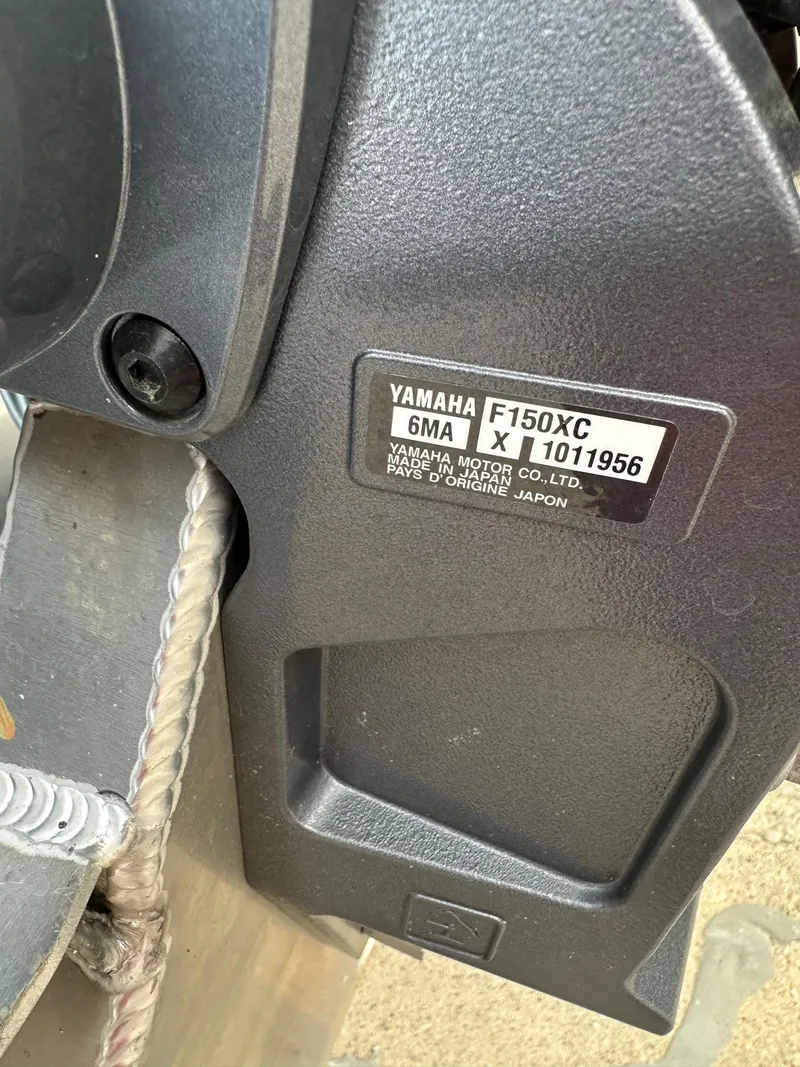 YAMAHA F150XC
6MA X 1011956
YAMAHA MOTOR CO.,LTD.
MADE IN JAPAN
PAYS D'ORIGINE JAPON